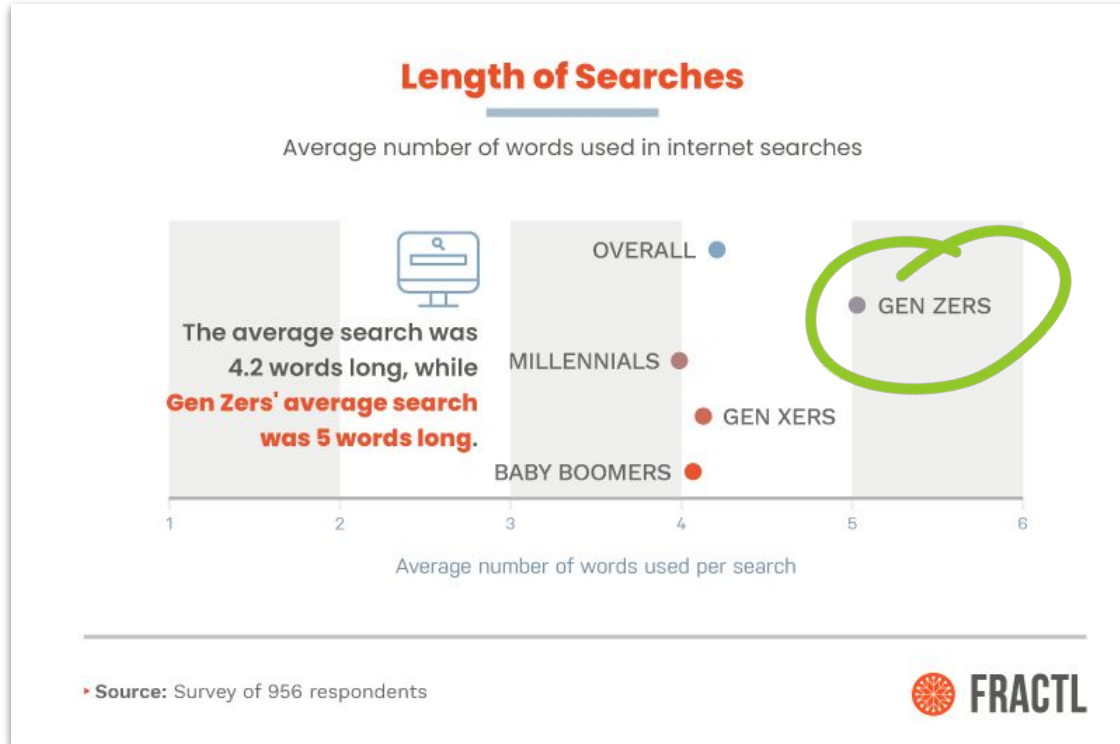 Length of Searches
Average number of words used in internet searches
OVERALL
GEN ZERS
The average search was
4.2 words long, while
Gen Zers' average search
was 5 words long.
MILLENNIALS
GEN XERS
BABY BOOMERS
1 2 3 4 5 6
Average number of words used per search
▸ Source: Survey of 956 respondents
FRACTL